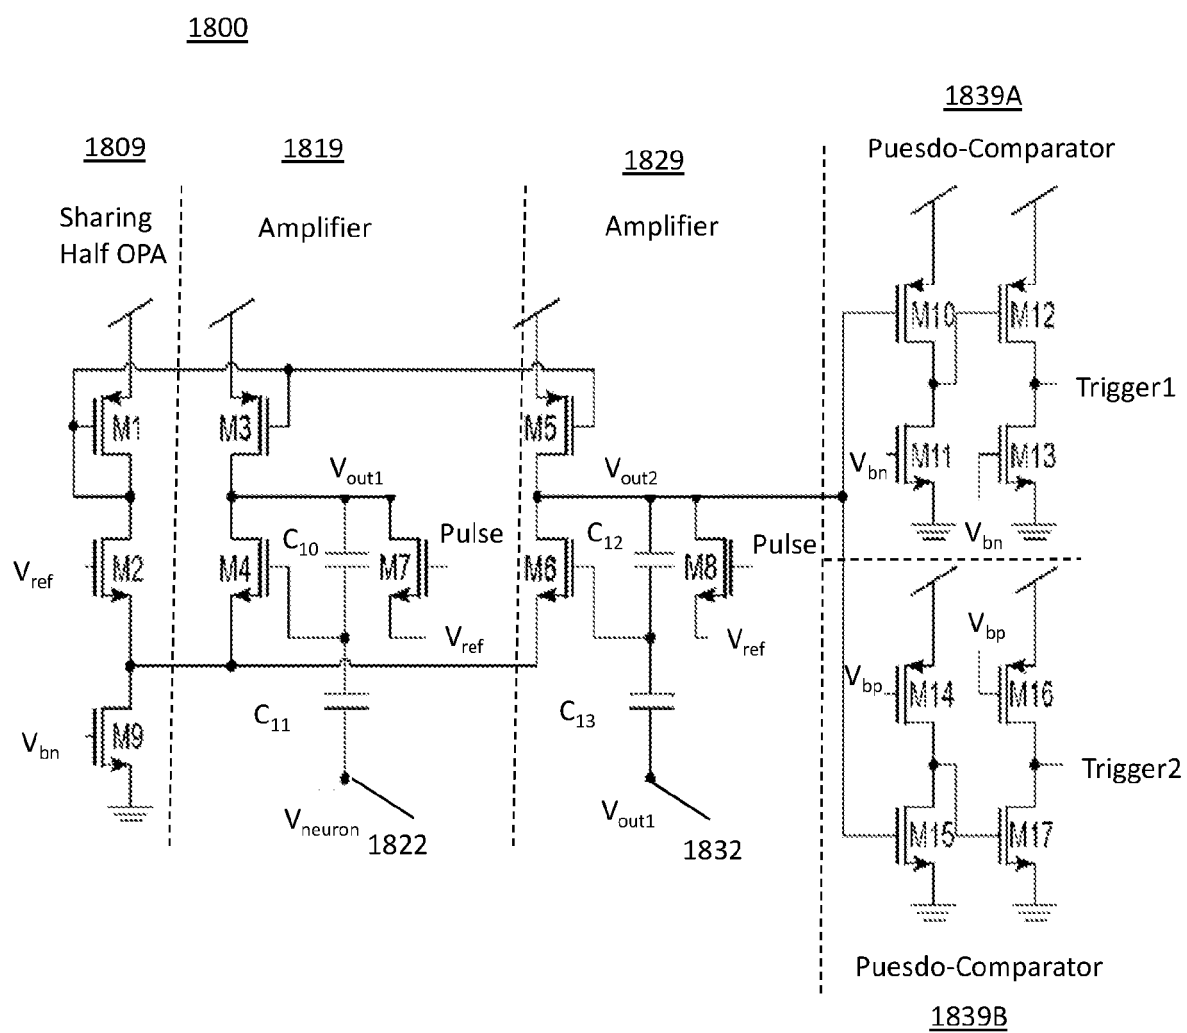 1800
1809
Sharing
Half OPA
1819
Amplifier
1829
Amplifier
1839A
Puesdo-Comparator
M1
M3
M5
M10
M12
Trigger1
Vbn
M11
M13
Vbn
Vout1
Vout2
Vref
M2
M4
C10
M7
Pulse
Vref
M6
C12
M8
Pulse
Vref
Vbn
M9
C11
Vneuron
1822
C13
Vout1
1832
Vbp
Vbp
M14
M16
Trigger2
M15
M17
Puesdo-Comparator
1839B